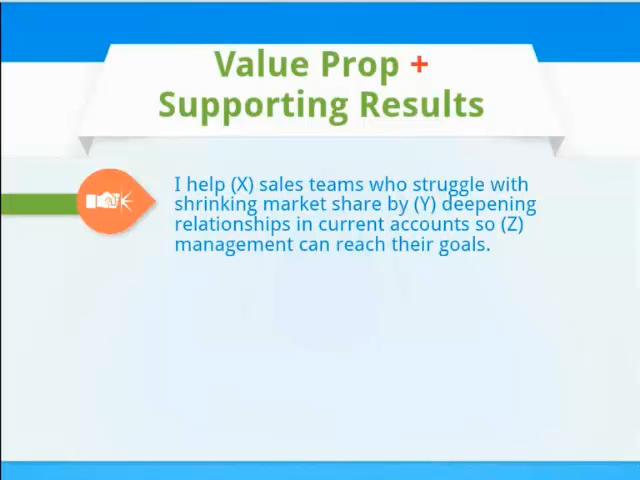 Value Prop +
Supporting Results
I help (X) sales teams who struggle with
shrinking market share by (Y) deepening
relationships in current accounts so (Z)
management can reach their goals.